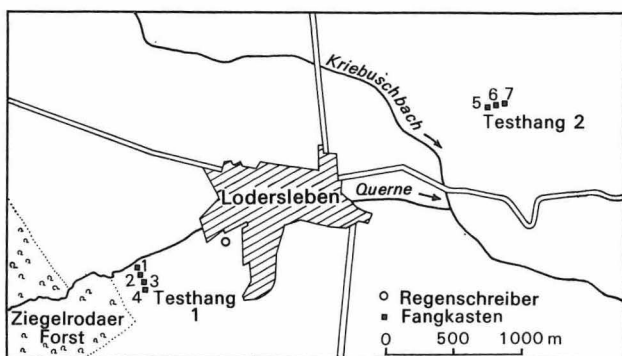 Kriebuschbach
5 6 7
Testhang 2
Lodersleben
Querne
1
2 3
4
Testhang
1
Ziegelrodaer
Forst
Regenschreiber
Fangkasten
0 500 1000 m